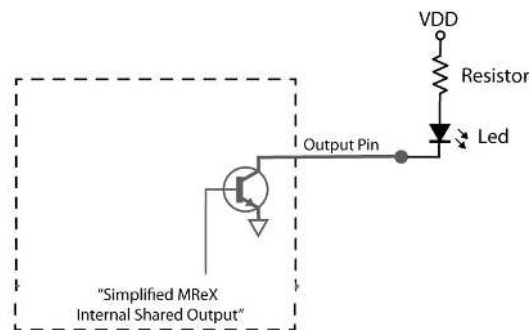 VDD
Resistor
Led
Output Pin
"Simplified MReX
Internal Shared Output"